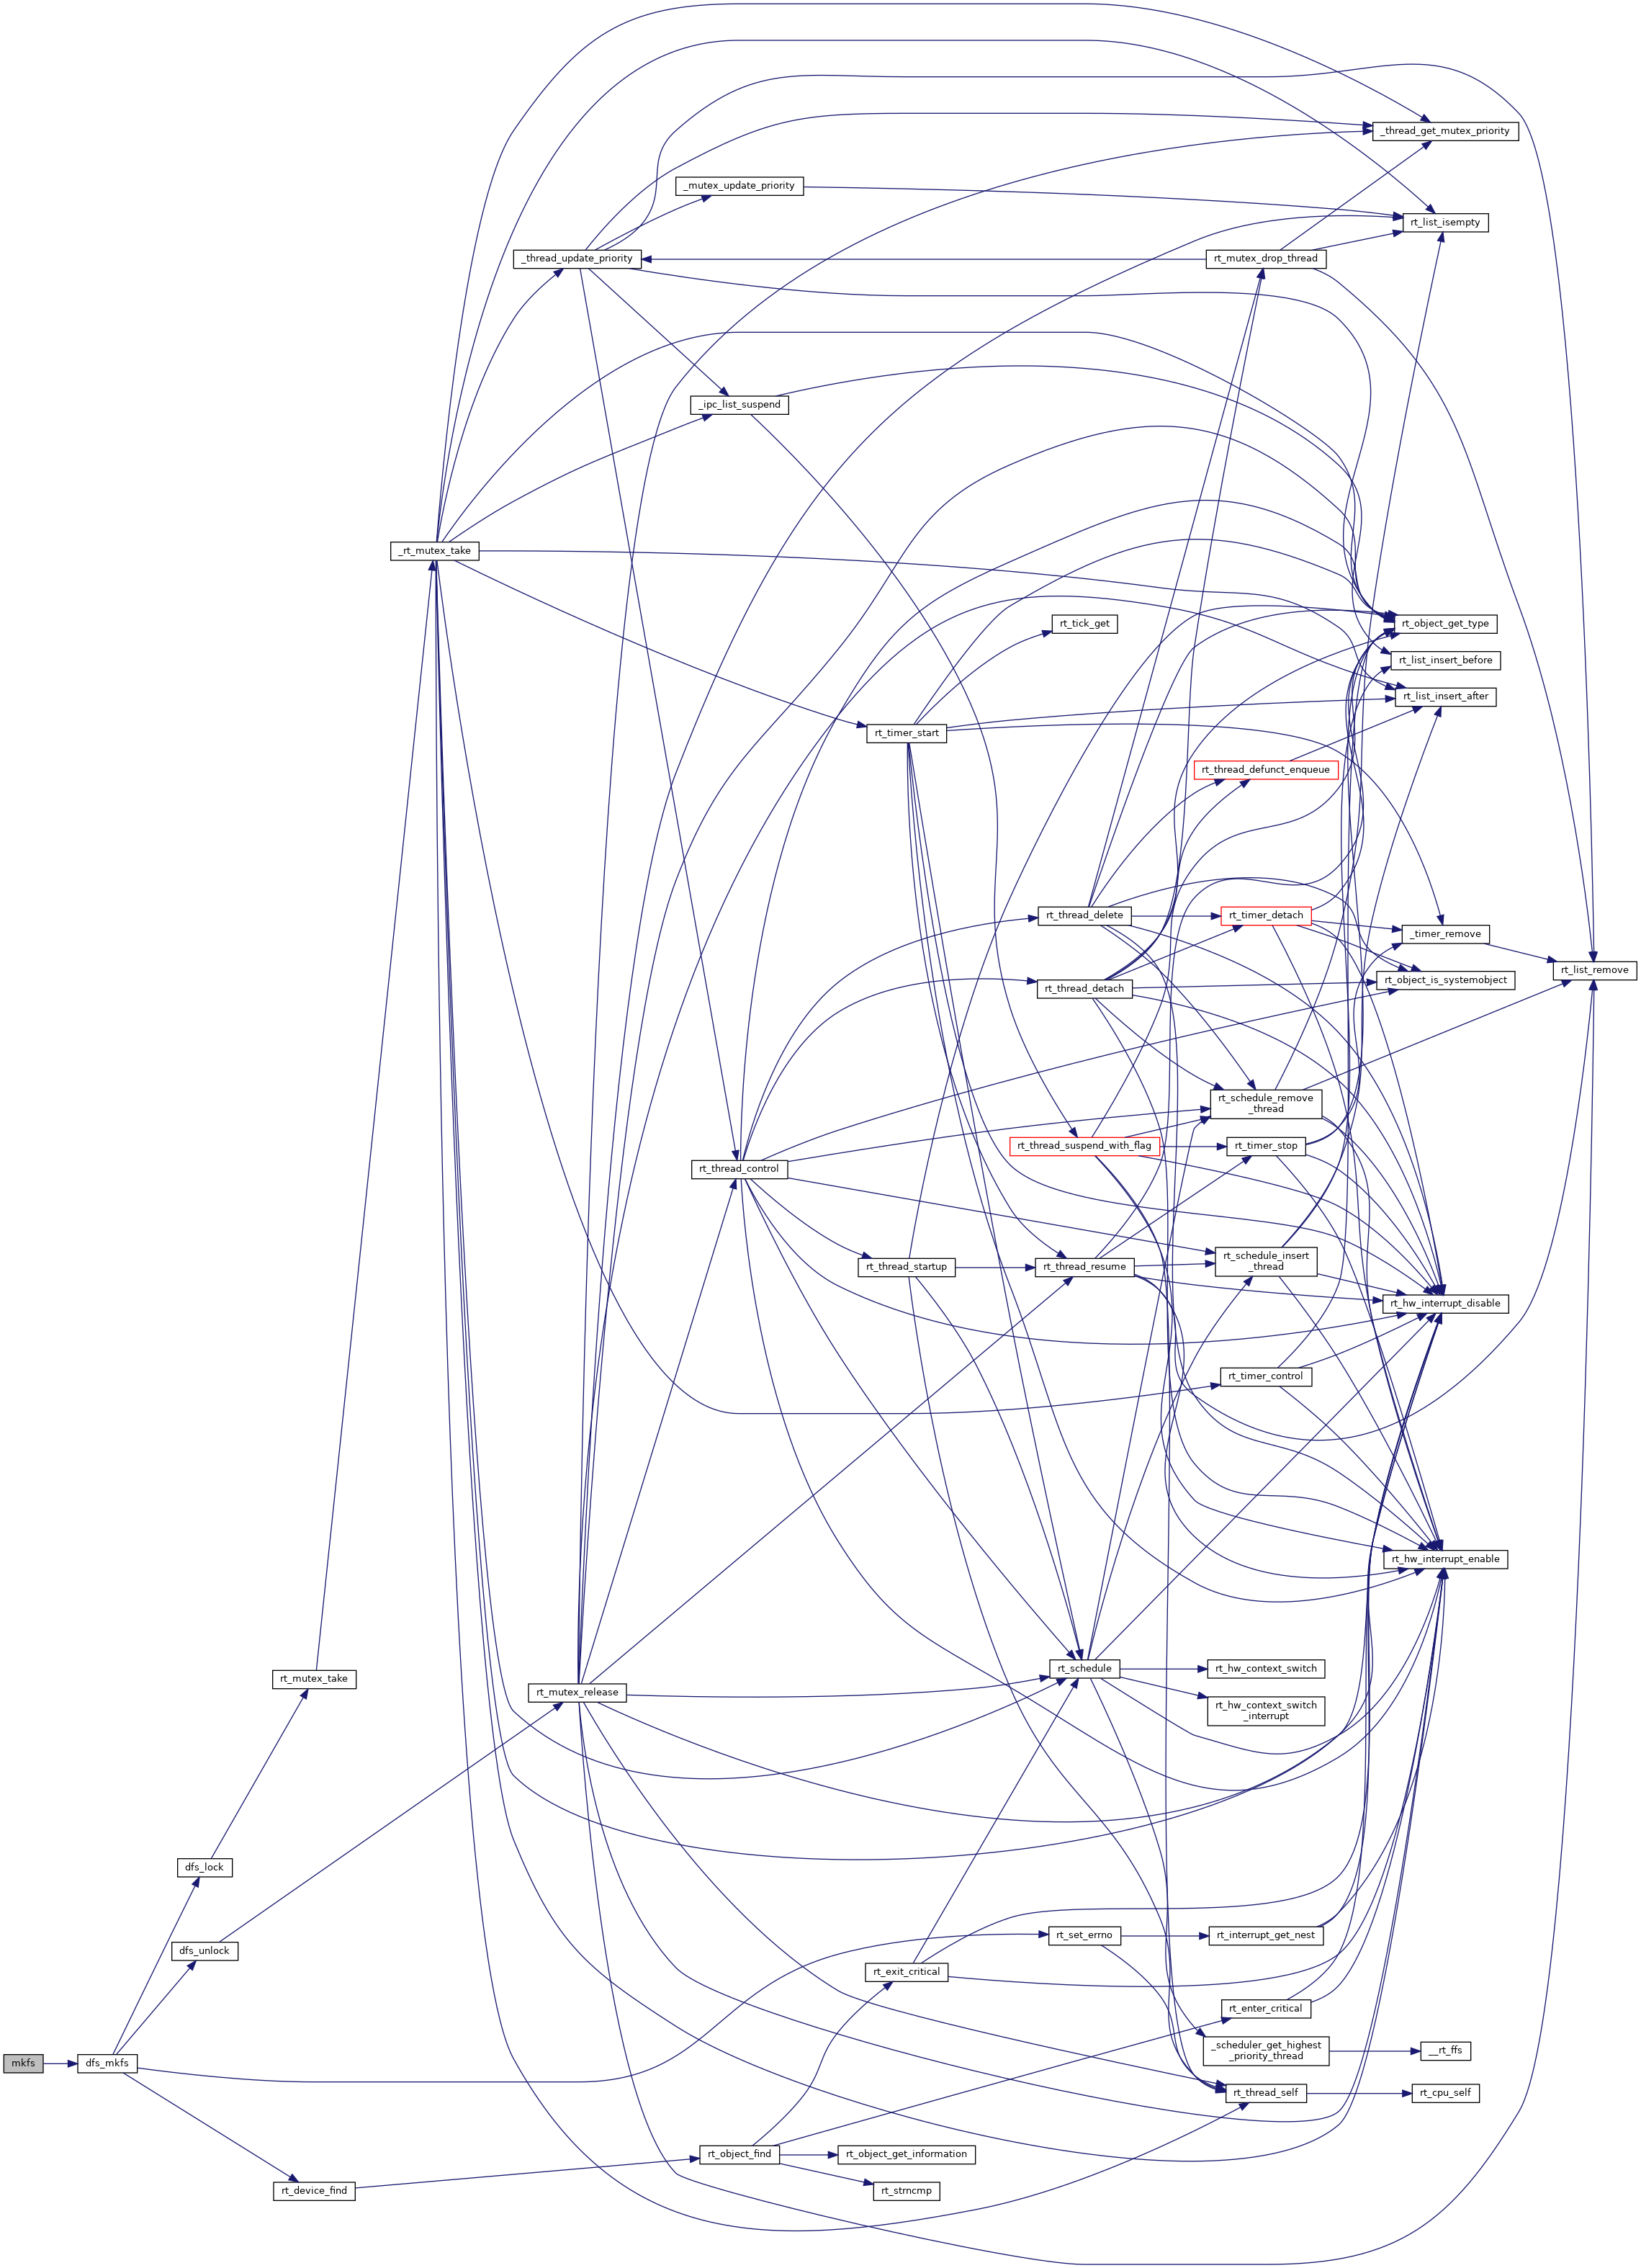 _thread_get_mutex_priority
_mutex_update_priority
rt_list_isempty
_thread_update_priority
rt_mutex_drop_thread
_ipc_list_suspend
_rt_mutex_take
rt_tick_get
rt_object_get_type
rt_list_insert_before
rt_list_insert_after
rt_timer_start
rt_thread_defunct_enqueue
rt_thread_delete
rt_timer_detach
_timer_remove
rt_list_remove
rt_thread_detach
rt_object_is_systemobject
rt_schedule_remove
_thread
rt_thread_suspend_with_flag
rt_timer_stop
rt_thread_control
rt_schedule_insert
_thread
rt_thread_startup
rt_thread_resume
rt_hw_interrupt_disable
rt_timer_control
rt_hw_interrupt_enable
rt_schedule
rt_hw_context_switch
rt_mutex_take
rt_mutex_release
rt_hw_context_switch
_interrupt
dfs_lock
rt_set_errno
rt_interrupt_get_nest
dfs_unlock
rt_exit_critical
rt_enter_critical
_scheduler_get_highest
_priority_thread
__rt_ffs
mkfs
dfs_mkfs
rt_thread_self
rt_cpu_self
rt_object_find
rt_object_get_information
rt_device_find
rt_strncmp